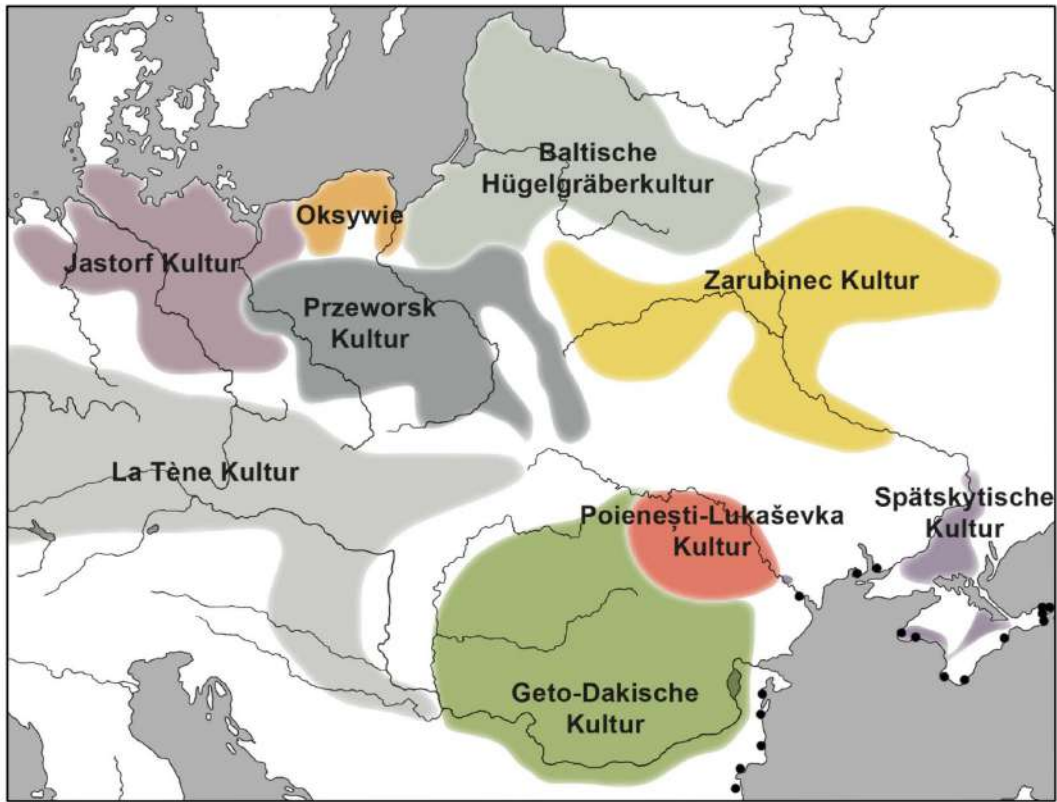 Baltische
Hügelgräberkultur
Oksywie
Jastorf Kultur
Zarubinec Kultur
Przeworsk
Kultur
La Tène Kultur
Spätskytische
Kultur
Poienești-Lukaševka
Kultur
Geto-Dakische
Kultur